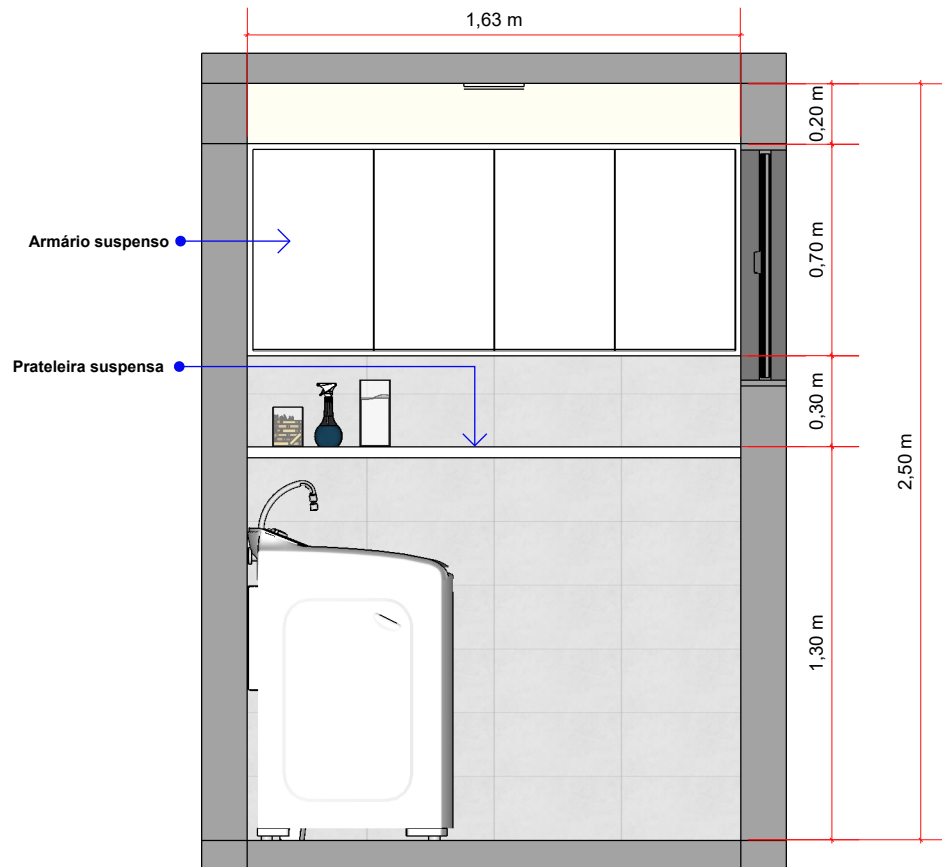 1,63 m
0,20 m
Armário suspenso
0,70 m
Prateleira suspensa
0,30 m
2,50 m
1,30 m